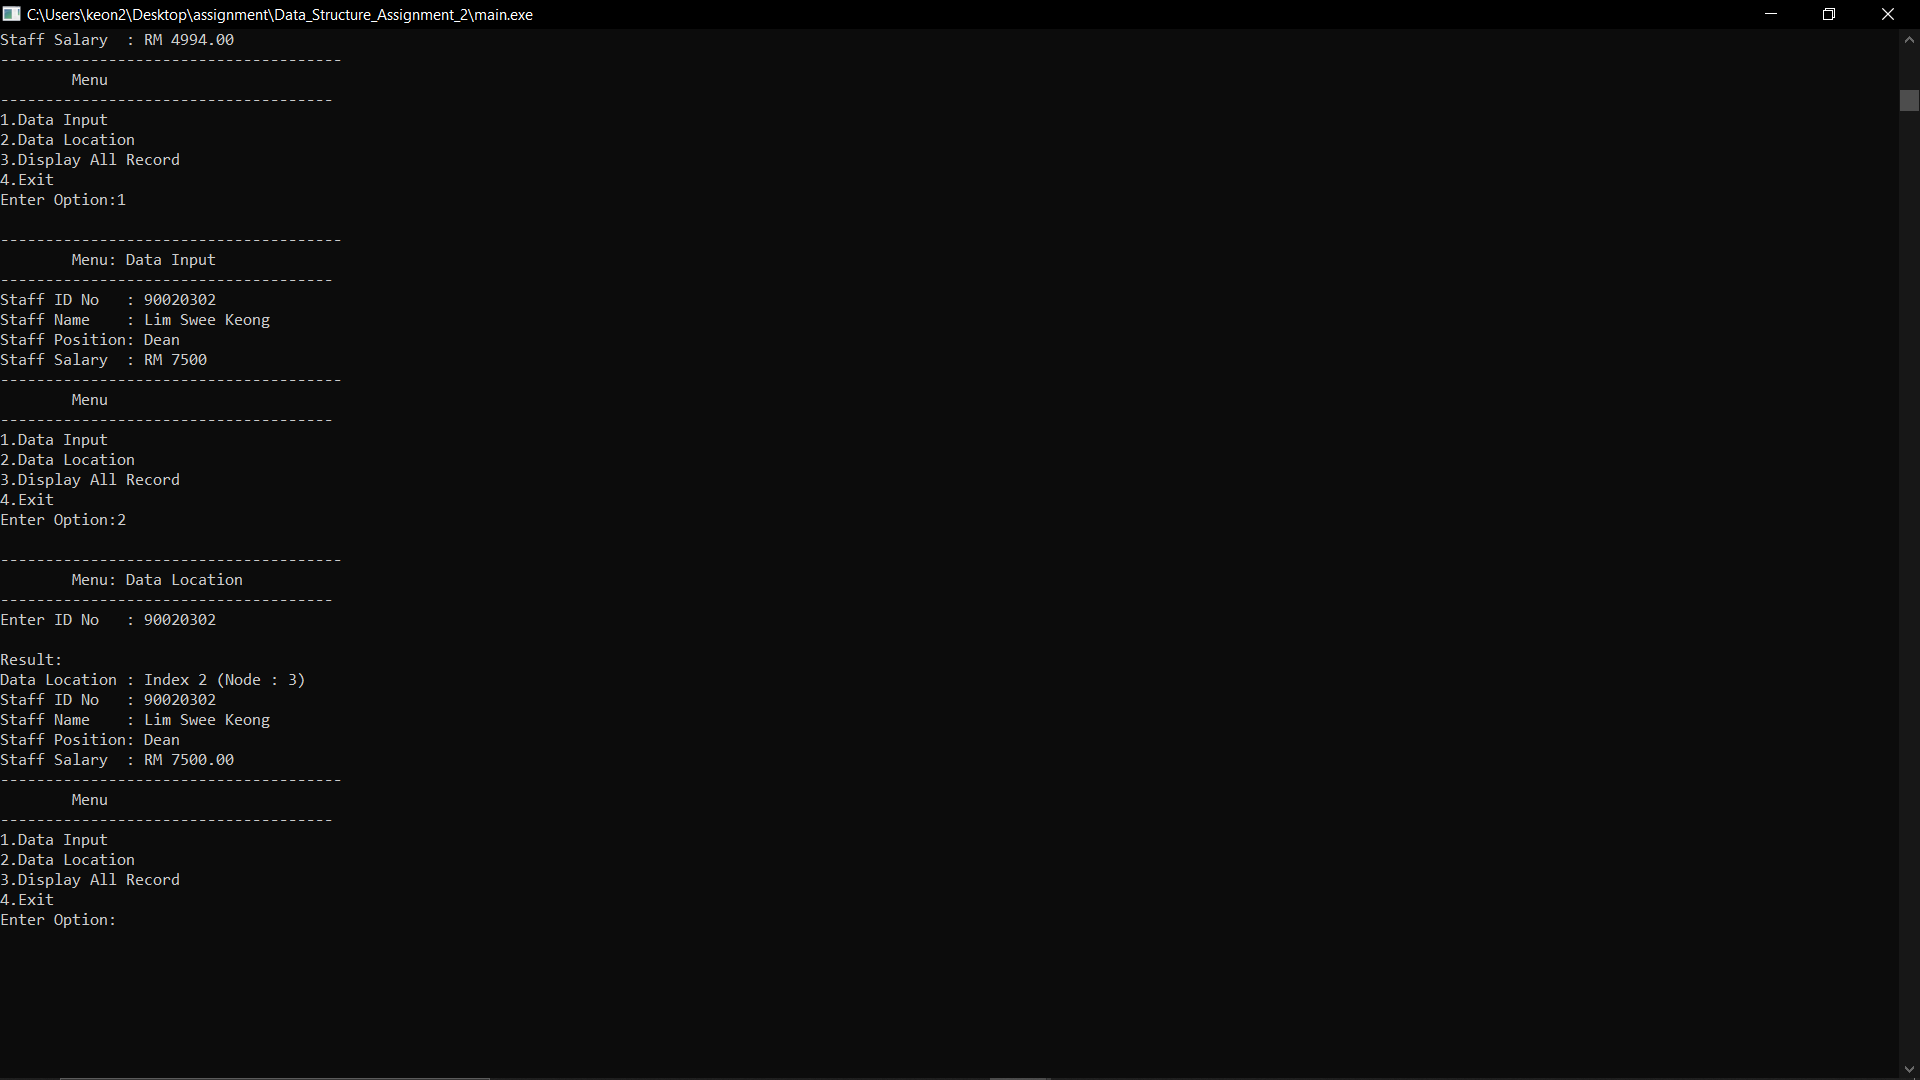 C:\Users\keon2\Desktop\assignment\Data_Structure_Assignment_2\main.exe
Staff Salary  : RM 4994.00
--------------------------------------
        Menu
-------------------------------------
1.Data Input
2.Data Location
3.Display All Record
4.Exit
Enter Option:1

--------------------------------------
        Menu: Data Input
-------------------------------------
Staff ID No   : 90020302
Staff Name    : Lim Swee Keong
Staff Position: Dean
Staff Salary  : RM 7500
--------------------------------------
        Menu
-------------------------------------
1.Data Input
2.Data Location
3.Display All Record
4.Exit
Enter Option:2

--------------------------------------
        Menu: Data Location
-------------------------------------
Enter ID No   : 90020302

Result:
Data Location : Index 2 (Node : 3)
Staff ID No   : 90020302
Staff Name    : Lim Swee Keong
Staff Position: Dean
Staff Salary  : RM 7500.00
--------------------------------------
        Menu
-------------------------------------
1.Data Input
2.Data Location
3.Display All Record
4.Exit
Enter Option: